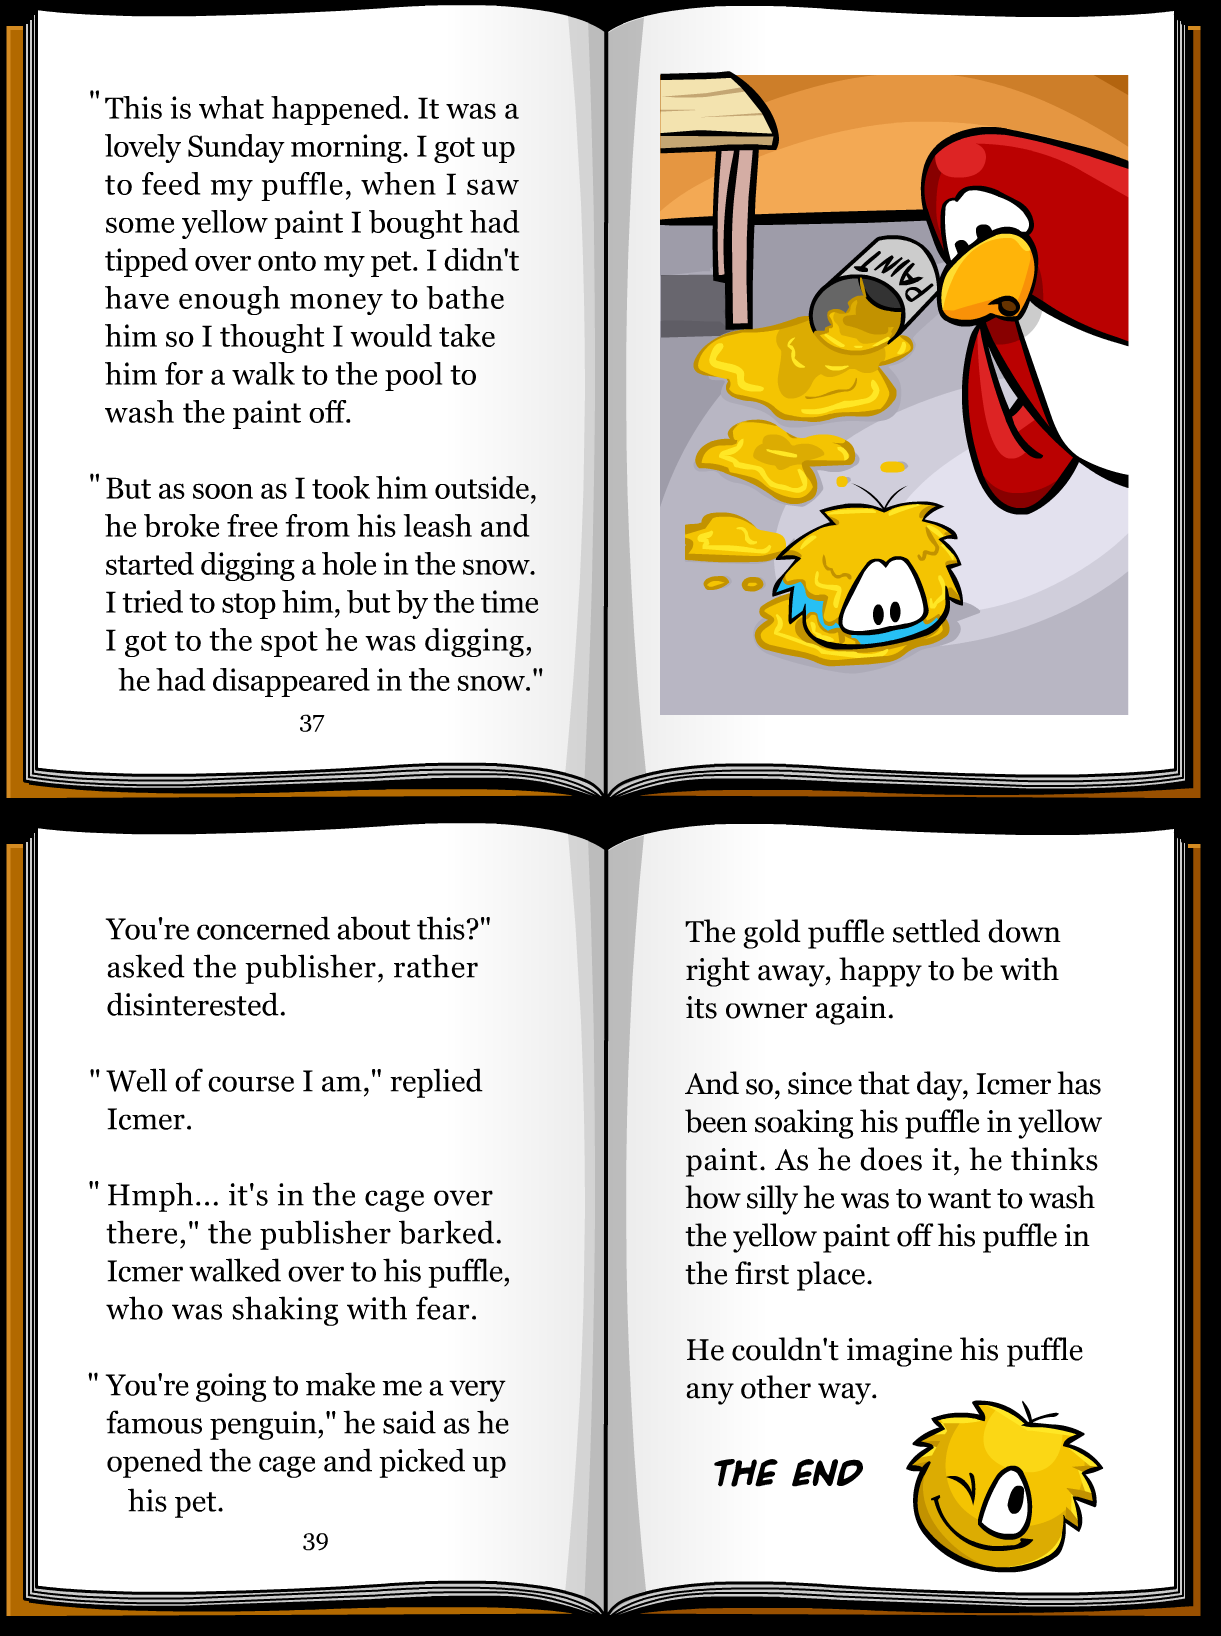 "This is what happened. It was a
lovely Sunday morning. I got up
to feed my puffle, when I saw
some yellow paint I bought had
tipped over onto my pet. I didn't
have enough money to bathe
him so I thought I would take
him for a walk to the pool to
wash the paint off.
"But as soon as I took him outside,
he broke free from his leash and
started digging a hole in the snow.
I tried to stop him, but by the time
I got to the spot he was digging,
he had disappeared in the snow."
37
PAINT
You're concerned about this?"
asked the publisher, rather
disinterested.
"Well of course I am," replied
Icmer.
"Hmph... it's in the cage over
there," the publisher barked.
Icmer walked over to his puffle,
who was shaking with fear.
"You're going to make me a very
famous penguin," he said as he
opened the cage and picked up
his pet.
39
The gold puffle settled down
right away, happy to be with
its owner again.
And so, since that day, Icmer has
been soaking his puffle in yellow
paint. As he does it, he thinks
how silly he was to want to wash
the yellow paint off his puffle in
the first place.
He couldn't imagine his puffle
any other way.
THE END